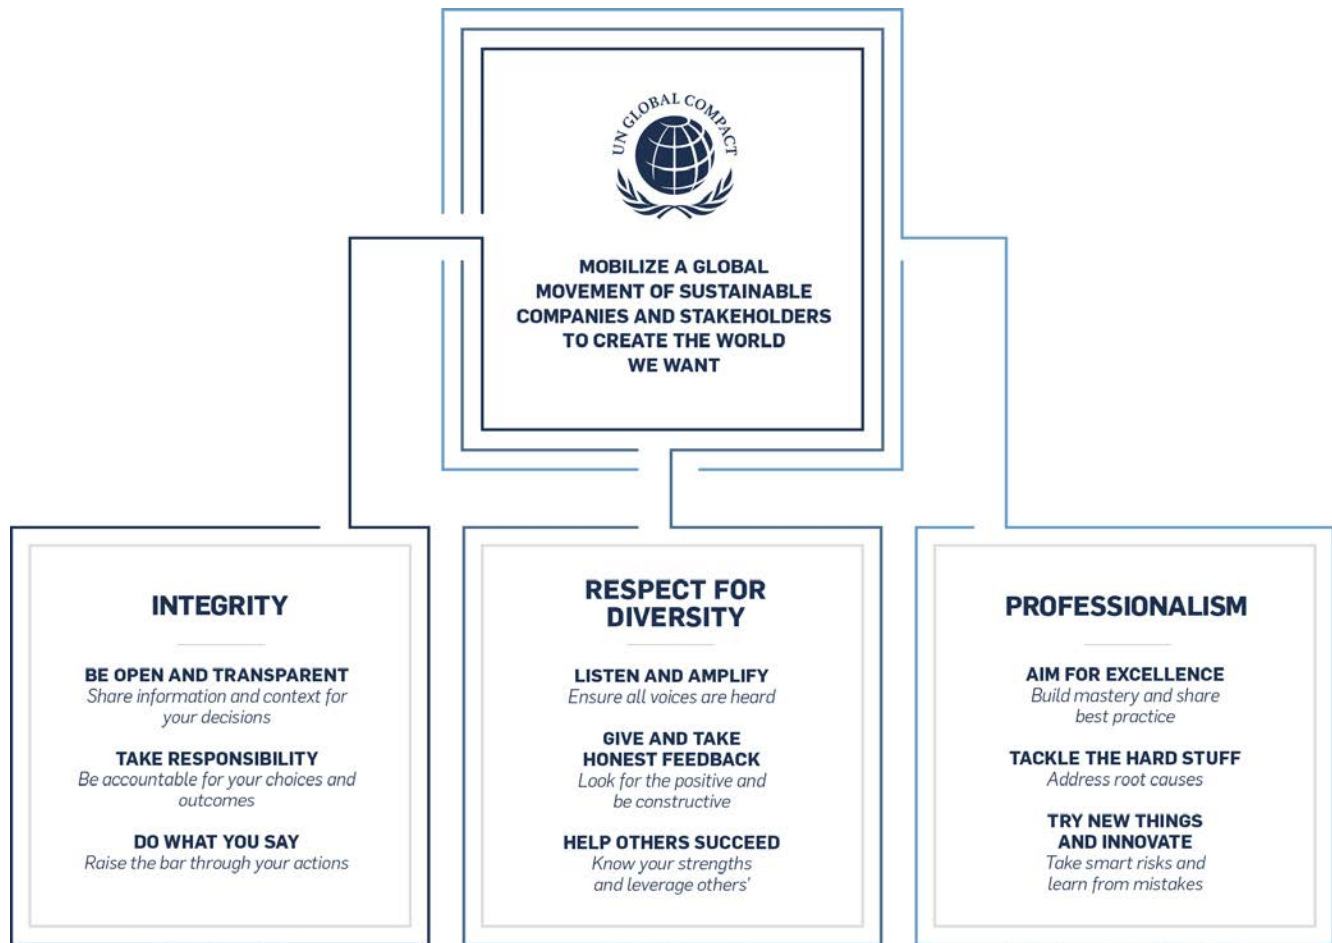 UN GLOBAL COMPACT
MOBILIZE A GLOBAL
MOVEMENT OF SUSTAINABLE
COMPANIES AND STAKEHOLDERS
TO CREATE THE WORLD
WE WANT
INTEGRITY
BE OPEN AND TRANSPARENT
Share information and context for
your decisions
TAKE RESPONSIBILITY
Be accountable for your choices and
outcomes
DO WHAT YOU SAY
Raise the bar through your actions
RESPECT FOR
DIVERSITY
LISTEN AND AMPLIFY
Ensure all voices are heard
GIVE AND TAKE
HONEST FEEDBACK
Look for the positive and
be constructive
HELP OTHERS SUCCEED
Know your strengths
and leverage others'
PROFESSIONALISM
AIM FOR EXCELLENCE
Build mastery and share
best practice
TACKLE THE HARD STUFF
Address root causes
TRY NEW THINGS
AND INNOVATE
Take smart risks and
learn from mistakes